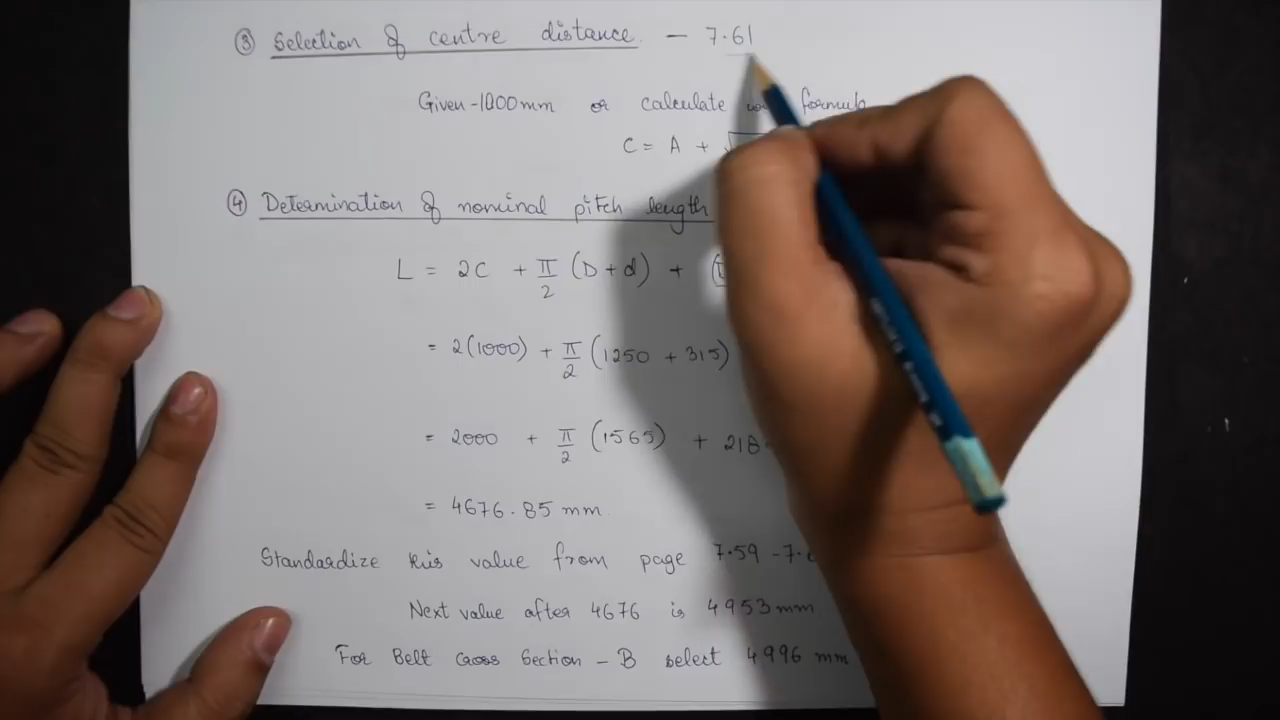 ③ Selection of centre distance. - 7.61
Given - 1000mm or calculate formula
C = A + √
④ Determination of nominal pitch length
L = 2C + π/2 (D + d) + (
= 2(1000) + π/2 (1250 + 315)
= 2000 + π/2 (1565) + 218
= 4676.85 mm
Standardize this value from page 7.59 - 7.
Next value after 4676 is 4953 mm
For Belt Cross Section - B select 4996 mm